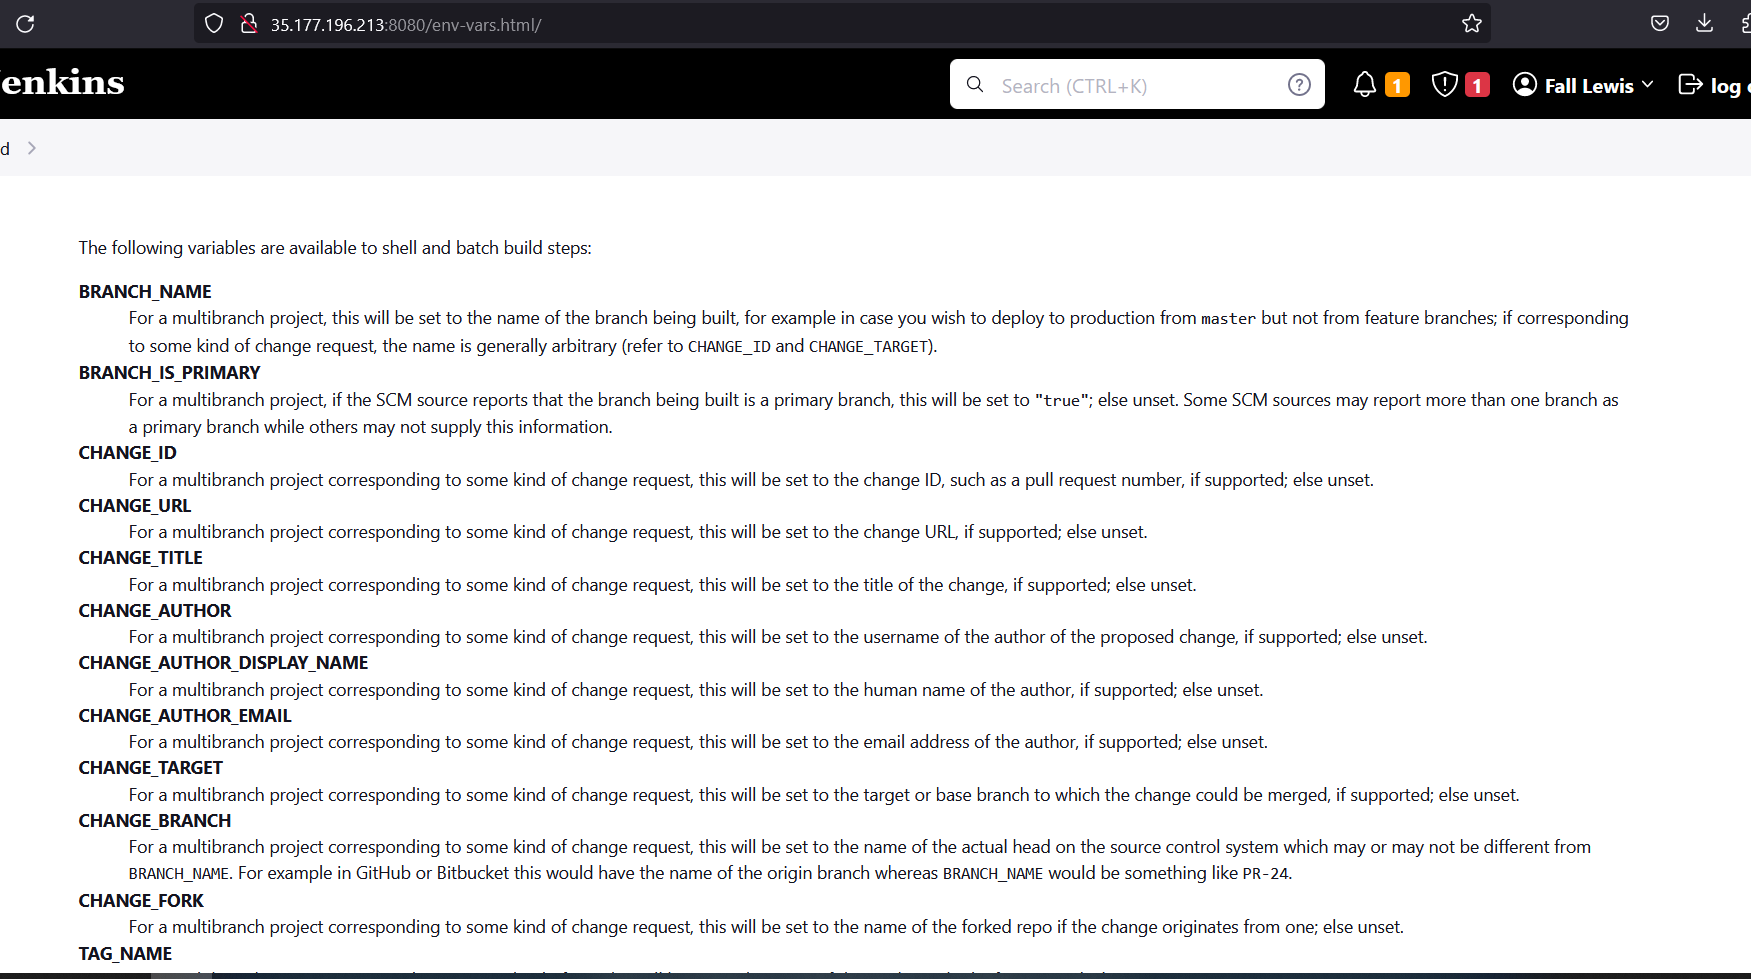 35.177.196.213:8080/env-vars.html/
enkins
Search (CTRL+K)
1
1
Fall Lewis
log
d
The following variables are available to shell and batch build steps:
BRANCH_NAME
For a multibranch project, this will be set to the name of the branch being built, for example in case you wish to deploy to production from master but not from feature branches; if corresponding
to some kind of change request, the name is generally arbitrary (refer to CHANGE_ID and CHANGE_TARGET).
BRANCH_IS_PRIMARY
For a multibranch project, if the SCM source reports that the branch being built is a primary branch, this will be set to "true"; else unset. Some SCM sources may report more than one branch as
a primary branch while others may not supply this information.
CHANGE_ID
For a multibranch project corresponding to some kind of change request, this will be set to the change ID, such as a pull request number, if supported; else unset.
CHANGE_URL
For a multibranch project corresponding to some kind of change request, this will be set to the change URL, if supported; else unset.
CHANGE_TITLE
For a multibranch project corresponding to some kind of change request, this will be set to the title of the change, if supported; else unset.
CHANGE_AUTHOR
For a multibranch project corresponding to some kind of change request, this will be set to the username of the author of the proposed change, if supported; else unset.
CHANGE_AUTHOR_DISPLAY_NAME
For a multibranch project corresponding to some kind of change request, this will be set to the human name of the author, if supported; else unset.
CHANGE_AUTHOR_EMAIL
For a multibranch project corresponding to some kind of change request, this will be set to the email address of the author, if supported; else unset.
CHANGE_TARGET
For a multibranch project corresponding to some kind of change request, this will be set to the target or base branch to which the change could be merged, if supported; else unset.
CHANGE_BRANCH
For a multibranch project corresponding to some kind of change request, this will be set to the name of the actual head on the source control system which may or may not be different from
BRANCH_NAME. For example in GitHub or Bitbucket this would have the name of the origin branch whereas BRANCH_NAME would be something like PR-24.
CHANGE_FORK
For a multibranch project corresponding to some kind of change request, this will be set to the name of the forked repo if the change originates from one; else unset.
TAG_NAME